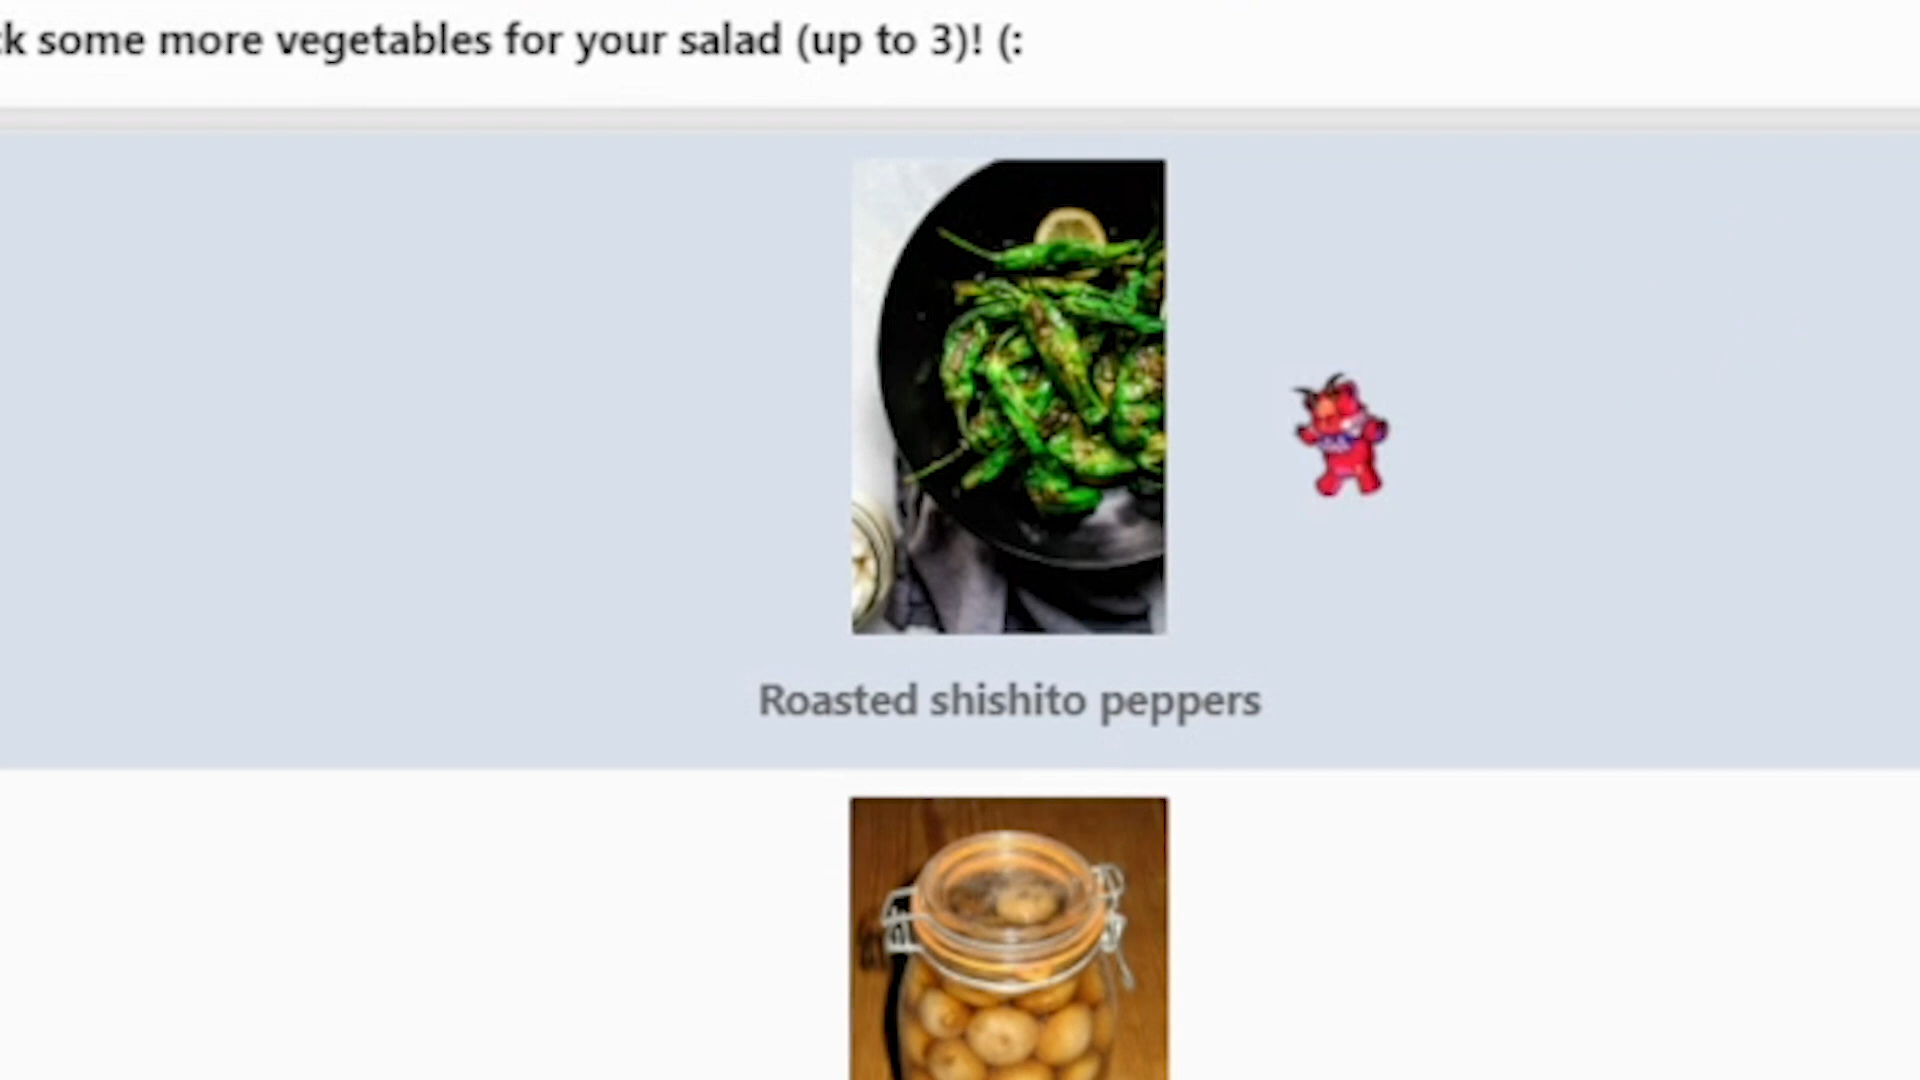 some more vegetables for your salad (up to 3)! (:
Roasted shishito peppers